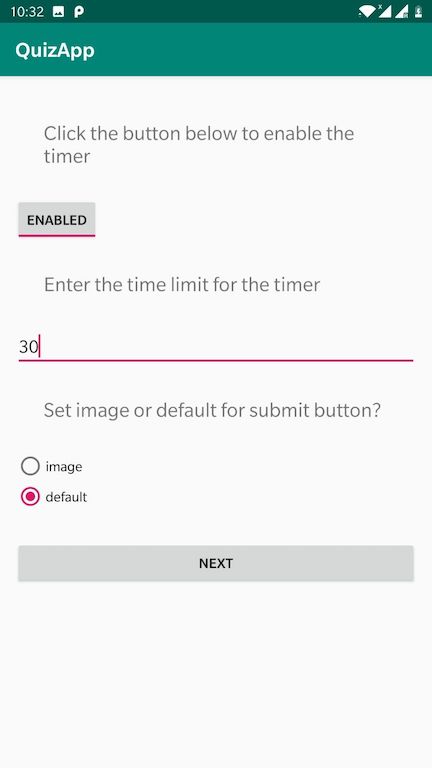 10:32
QuizApp
Click the button below to enable the
timer
ENABLED
Enter the time limit for the timer
30
Set image or default for submit button?
image
default
NEXT